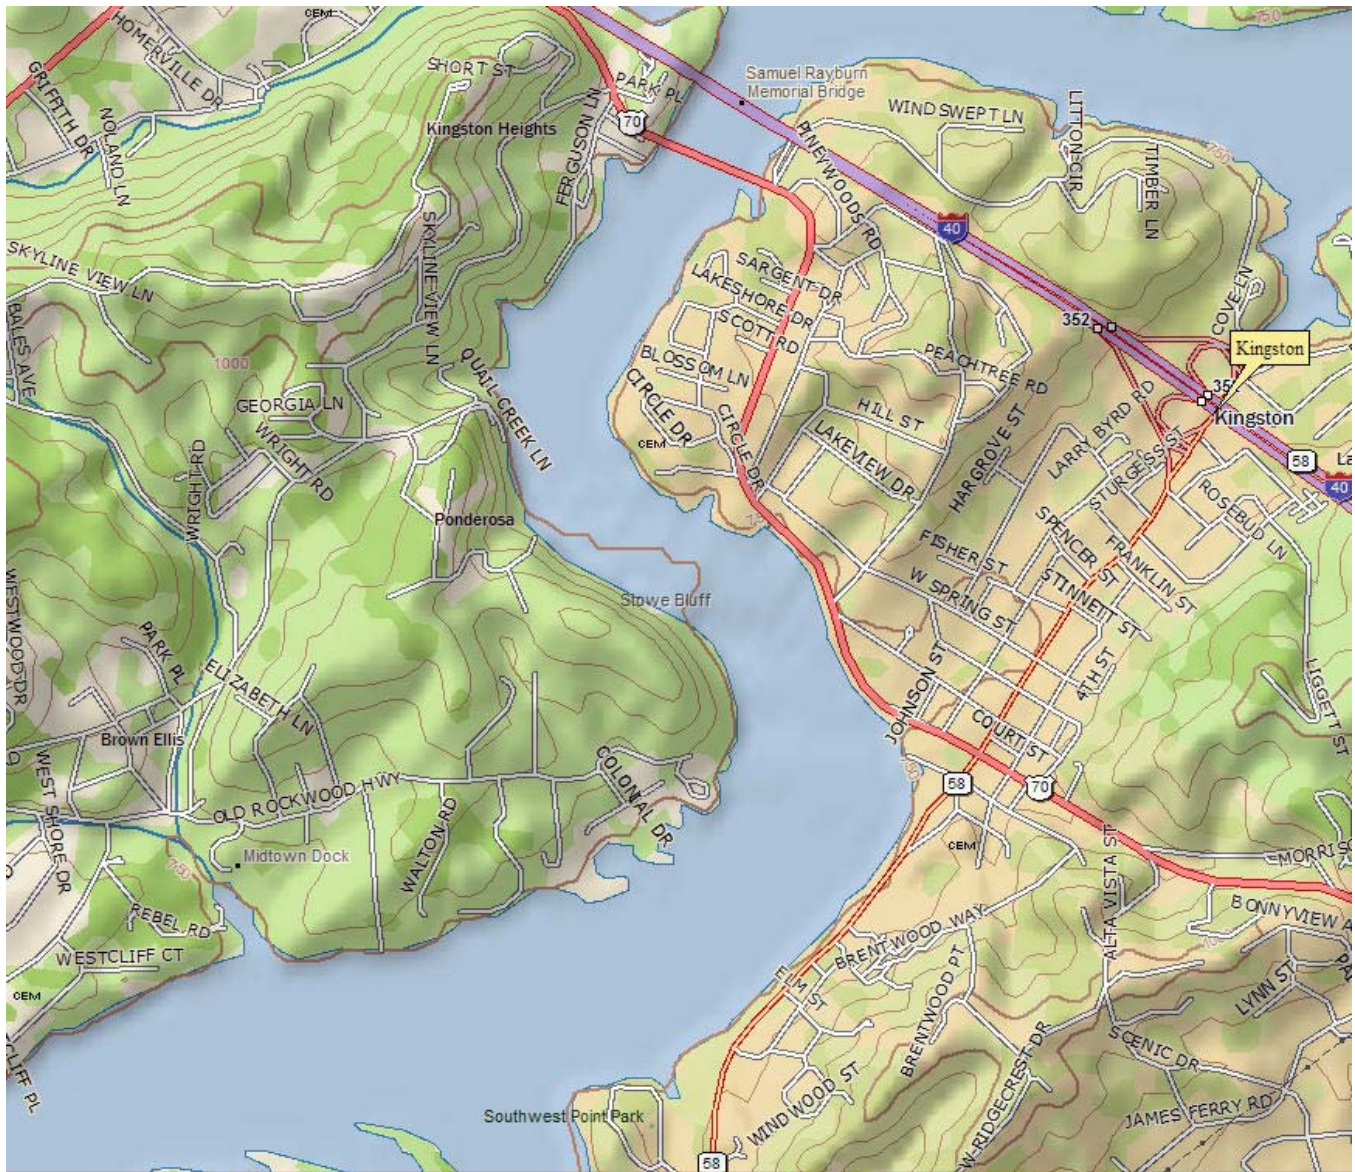 CEM
750
HOMERVILLE DR
SHORT ST
PARK PL
Samuel Rayburn
Memorial Bridge
GRIFFITH DR
NOLAND LN
Kingston Heights
FERGUSON LN
70
WINDSWEPT LN
LITTON CIR
TIMBER LN
750
PINEYWOODS RD
40
SKYLINE VIEW LN
SKYLINE VIEW LN
SARGENT DR
LAKESHORE DR
SCOTT RD
BALES AVE
1000
352
COVE LN
Kingston
QUAIL CREEK LN
BLOSSOM LN
PEACHTREE RD
CIRCLE DR
CIRCLE DR
CEM
GEORGIA LN
WRIGHT RD
WRIGHT RD
HILL ST
LAKEVIEW DR
HARGROVE ST
LARRY BYRD RD
STURGESS ST
Kingston
58
La
40
ROSEBUD LN
Ponderosa
SPENCER ST
FRANKLIN ST
FISHER ST
STINNETT ST
W SPRING ST
Stowe Bluff
WESTWOOD DR
PARK PL
ELIZABETH LN
4TH ST
LIGGETT ST
JOHNSON ST
COURT ST
Brown Ellis
WEST SHORE DR
OLD ROCKWOOD HWY
COLONIAL DR
WALTON RD
58
70
750
Midtown Dock
CEM
ALTA VISTA ST
MORRIS
REBEL RD
BONNYVIEW A
WESTCLIFF CT
CEM
BRENTWOOD WAY
ELM ST
BRENTWOOD PT
LYNN ST
CLIFF PL
W RIDGECREST DR
SCENIC DR
Southwest Point Park
WINDWOOD ST
JAMES FERRY RD
58